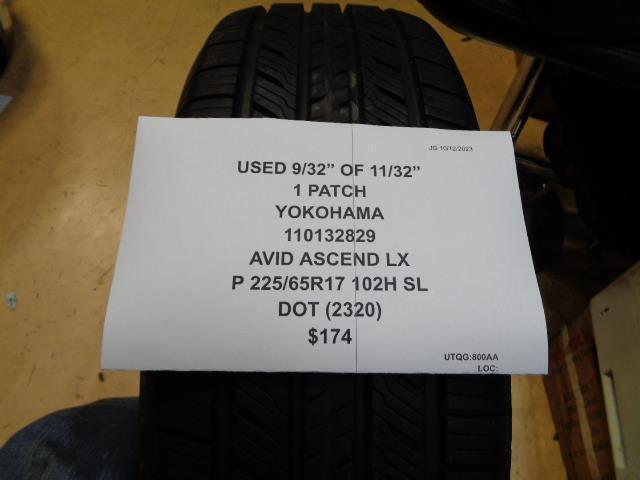 JG 10/12/2023
USED 9/32” OF 11/32”
1 PATCH
YOKOHAMA
110132829
AVID ASCEND LX
P 225/65R17 102H SL
DOT (2320)
$174
UTQG:800AA
LOC: